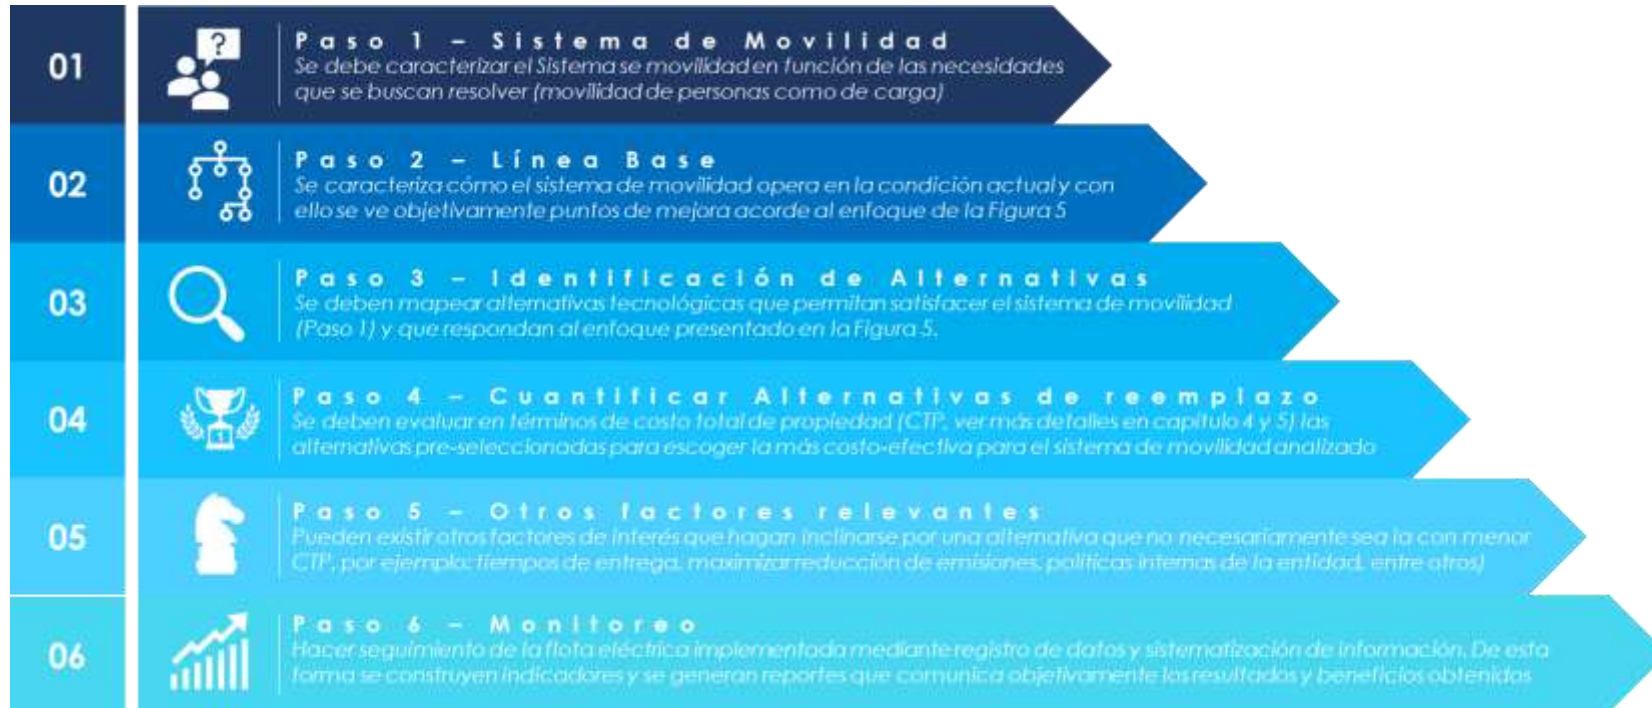 01
?
Paso 1 – Sistema de Movilidad
Se debe caracterizar el Sistema se movilidad en función de las necesidades
que se buscan resolver (movilidad de personas como de carga)
02
Paso 2 – Línea Base
Se caracteriza cómo el sistema de movilidad opera en la condición actual y con
ello se ve objetivamente puntos de mejora acorde al enfoque de la Figura 5
03
Paso 3 – Identificación de Alternativas
Se deben mapear alternativas tecnológicas que permitan satisfacer el sistema de movilidad
(Paso 1) y que respondan al enfoque presentado en la Figura 5.
04
1
Paso 4 – Cuantificar Alternativas de reemplazo
Se deben evaluar en términos de costo total de propiedad (CTP, ver más detalles en capítulo 4 y 5) las
alternativas pre-seleccionadas para escoger la más costo-efectiva para el sistema de movilidad analizado
05
Paso 5 – Otros factores relevantes
Pueden existir otros factores de interés que hagan inclinarse por una alternativa que no necesariamente sea la con menor
CTP, por ejemplo: tiempos de entrega, maximizar reducción de emisiones, políticas internas de la entidad, entre otros)
06
Paso 6 – Monitoreo
Hacer seguimiento de la flota eléctrica implementada mediante registro de datos y sistematización de información. De esta
forma se construyen indicadores y se generan reportes que comunica objetivamente los resultados y beneficios obtenidos